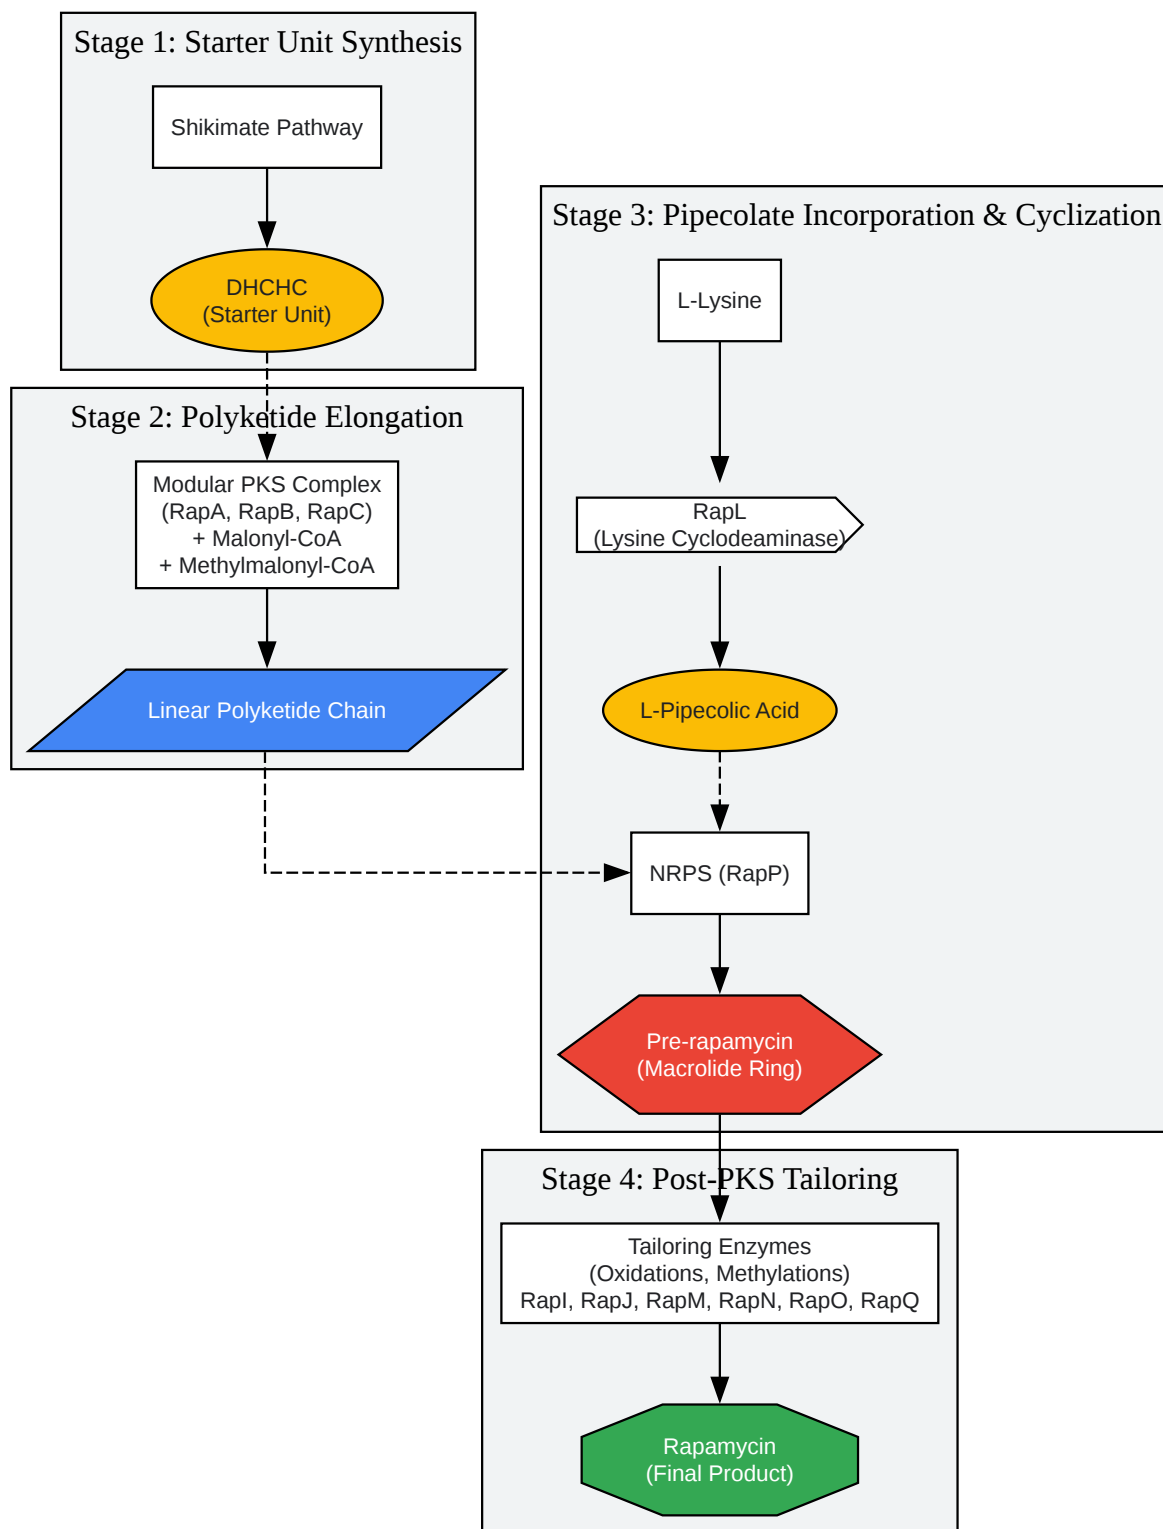 Stage 1: Starter Unit Synthesis
Shikimate Pathway
DHCHC
(Starter Unit)
Stage 2: Polyketide Elongation
Modular PKS Complex
(RapA, RapB, RapC)
+ Malonyl-CoA
+ Methylmalonyl-CoA
Linear Polyketide Chain
Stage 3: Pipecolate Incorporation & Cyclization
L-Lysine
RapL
(Lysine Cyclodeaminase)
L-Pipecolic Acid
NRPS (RapP)
Pre-rapamycin
(Macrolide Ring)
Stage 4: Post-PKS Tailoring
Tailoring Enzymes
(Oxidations, Methylations)
RapI, RapJ, RapM, RapN, RapO, RapQ
Rapamycin
(Final Product)